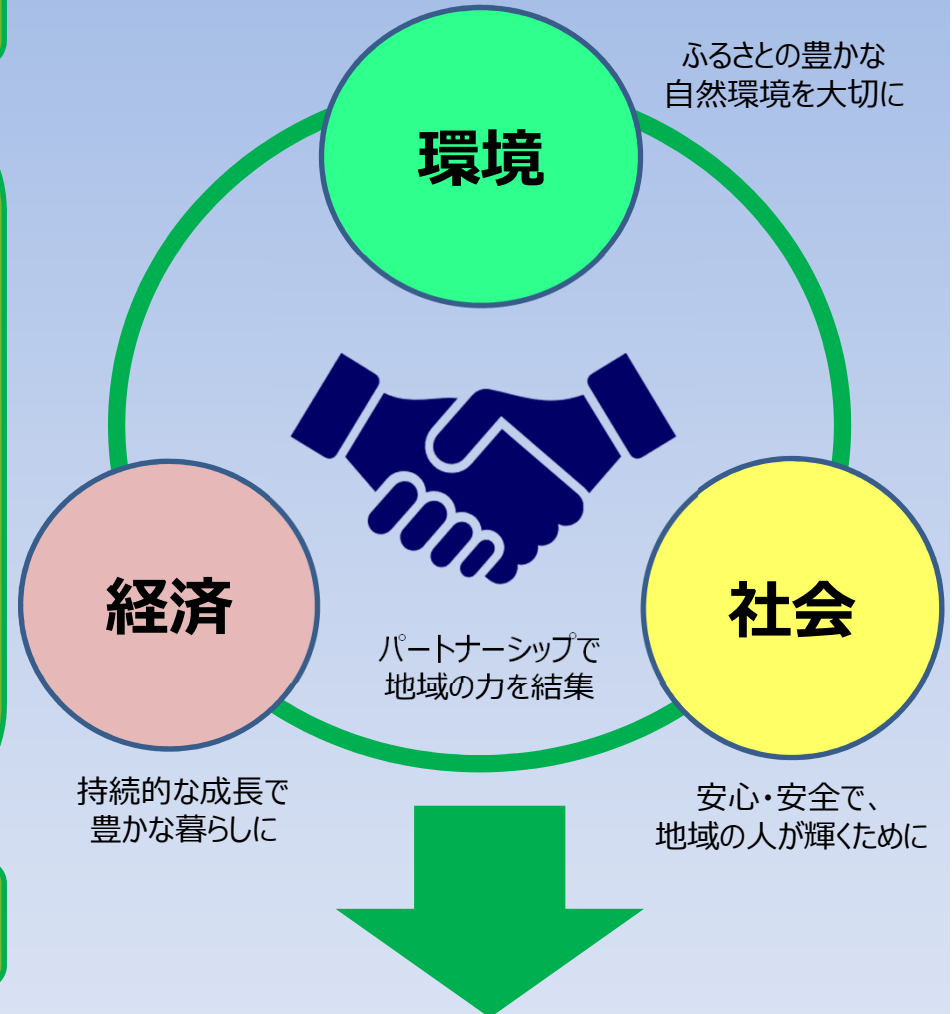 ふるさとの豊かな
自然環境を大切に
環境
経済
社会
パートナーシップで
地域の力を結集
持続的な成長で
豊かな暮らしに
安心・安全で、
地域の人が輝くために